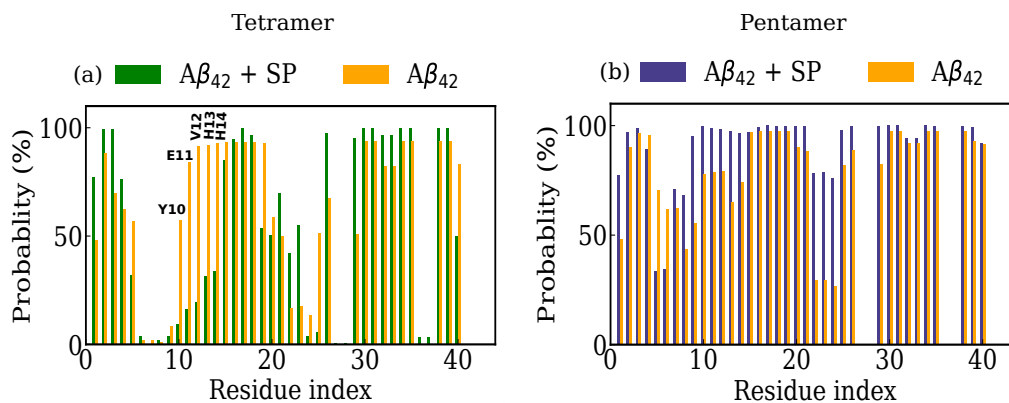 Tetramer
Pentamer
(a) Aβ42 + SP Aβ42
(b) Aβ42 + SP Aβ42
Probablity (%)
100
50
0
Y10
E11
V12
H13
H14
0 10 20 30 40
Residue index
Probablity (%)
100
50
0
0 10 20 30 40
Residue index